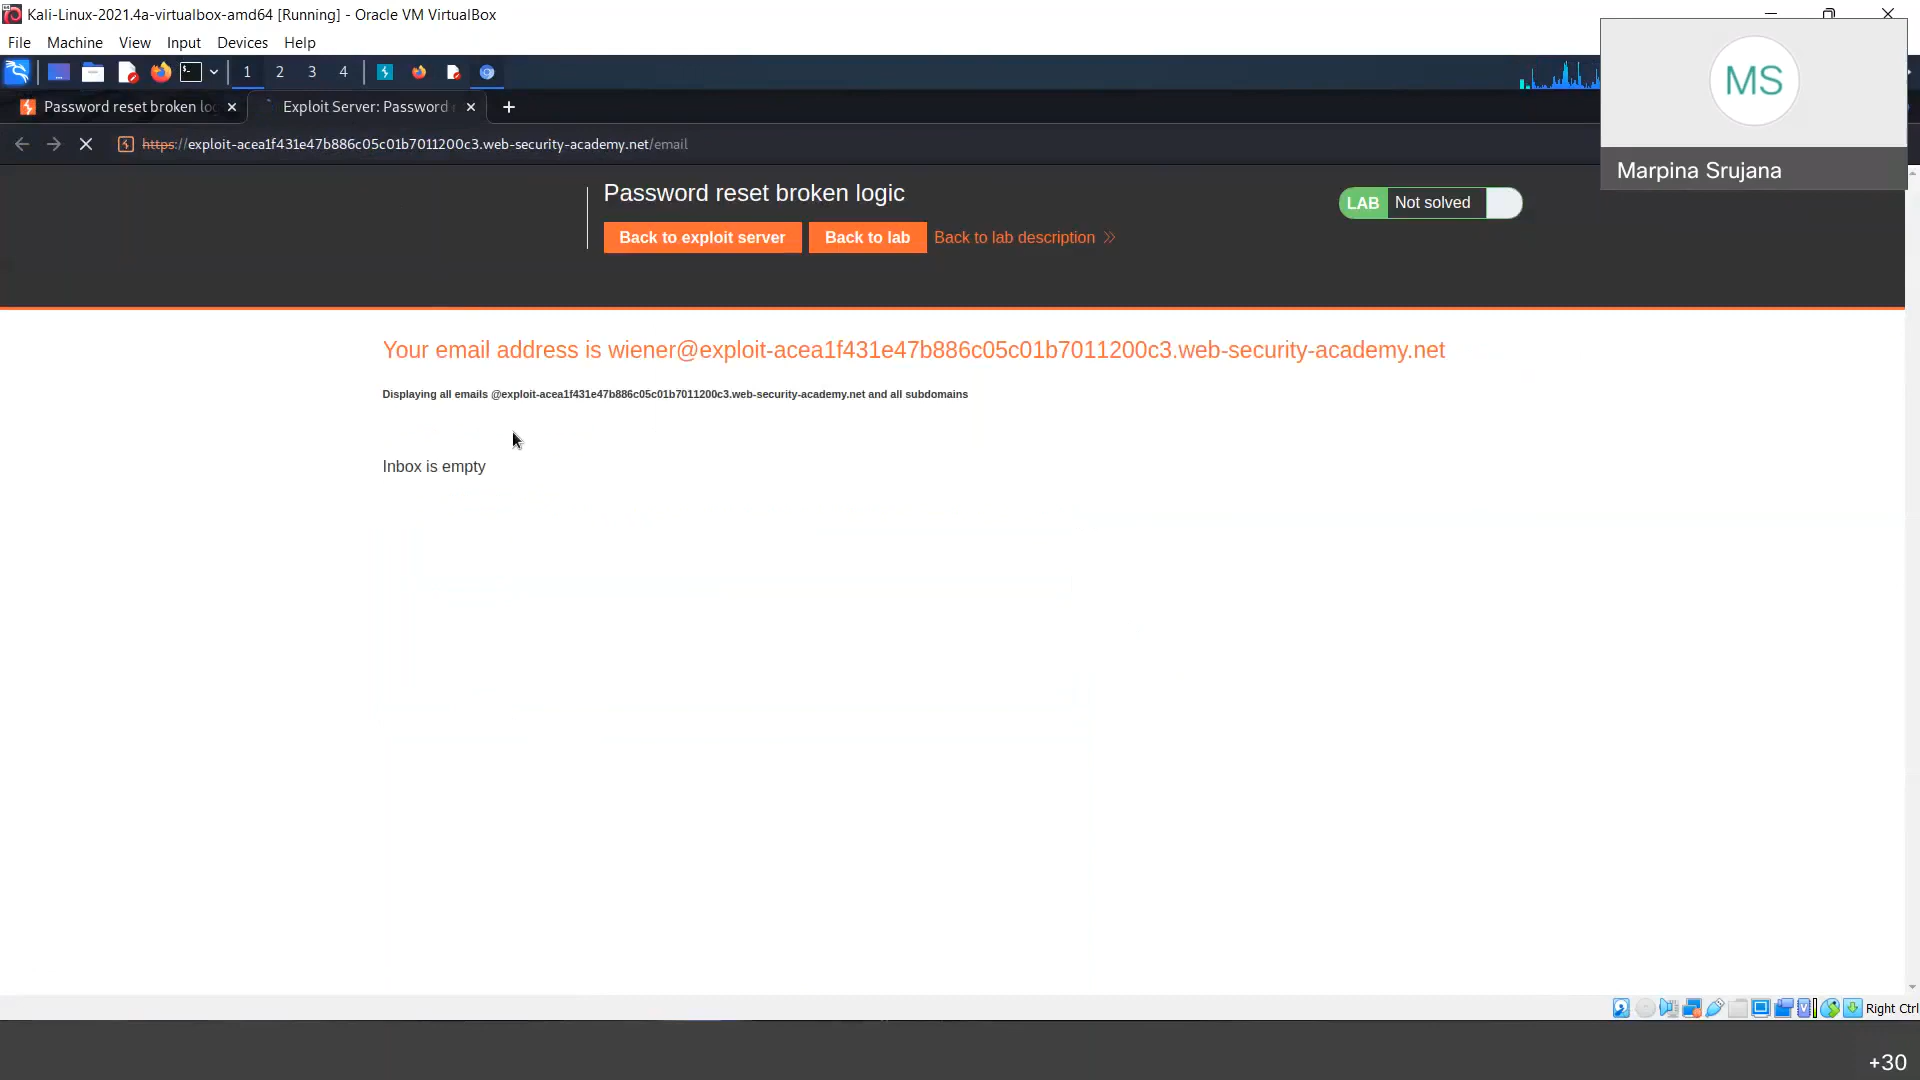 Kali-Linux-2021.4a-virtualbox-amd64 [Running] - Oracle VM VirtualBox
File Machine View Input Devices Help
1 2 3 4
Password reset broken lo
Exploit Server: Password
https://exploit-acea1f431e47b886c05c01b7011200c3.web-security-academy.net/email
MS
Marpina Srujana
Password reset broken logic
LAB Not solved
Back to exploit server Back to lab Back to lab description
Your email address is wiener@exploit-acea1f431e47b886c05c01b7011200c3.web-security-academy.net
Displaying all emails @exploit-acea1f431e47b886c05c01b7011200c3.web-security-academy.net and all subdomains
Inbox is empty
Right Ctrl
+30